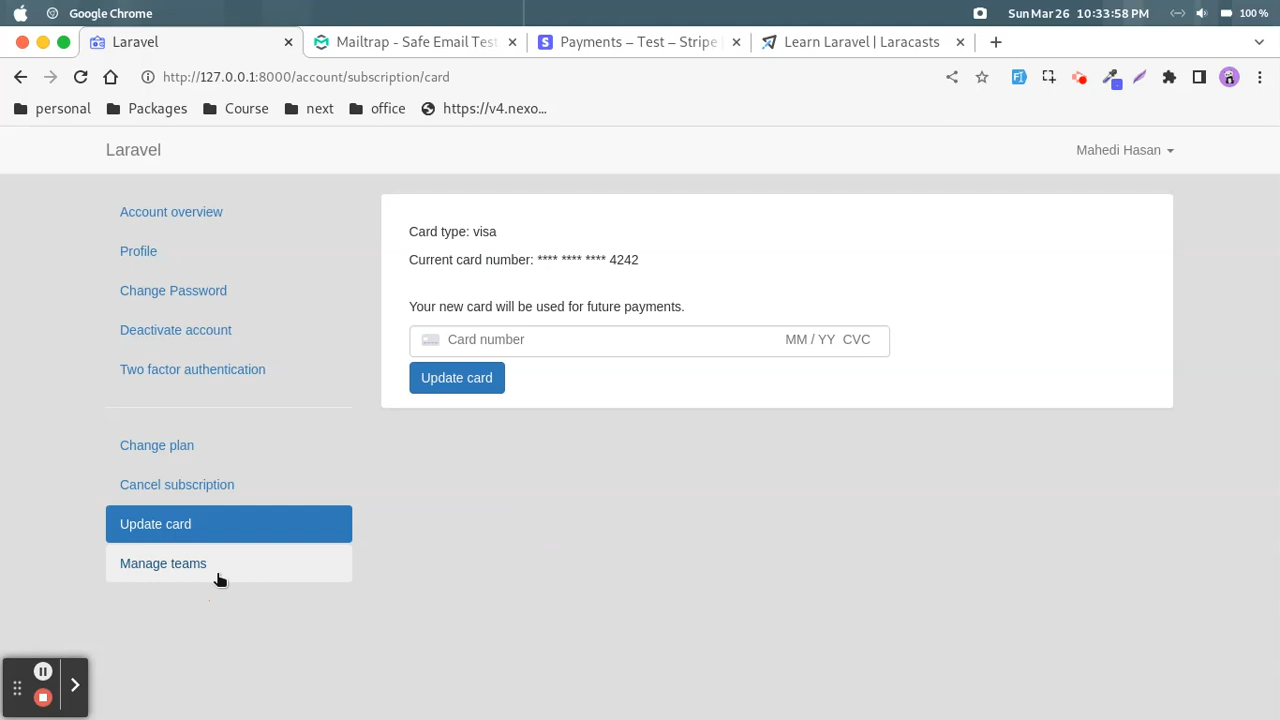 Google Chrome
Sun Mar 26 10:33:58 PM
100 %
Laravel
Mailtrap - Safe Email Test
Payments – Test – Stripe
Learn Laravel | Laracasts
http://127.0.0.1:8000/account/subscription/card
personal
Packages
Course
next
office
https://v4.nexo...
Laravel
Mahedi Hasan
Account overview
Profile
Change Password
Deactivate account
Two factor authentication
Change plan
Cancel subscription
Update card
Manage teams
Card type: visa
Current card number: **** **** **** 4242
Your new card will be used for future payments.
Card number
MM / YY CVC
Update card